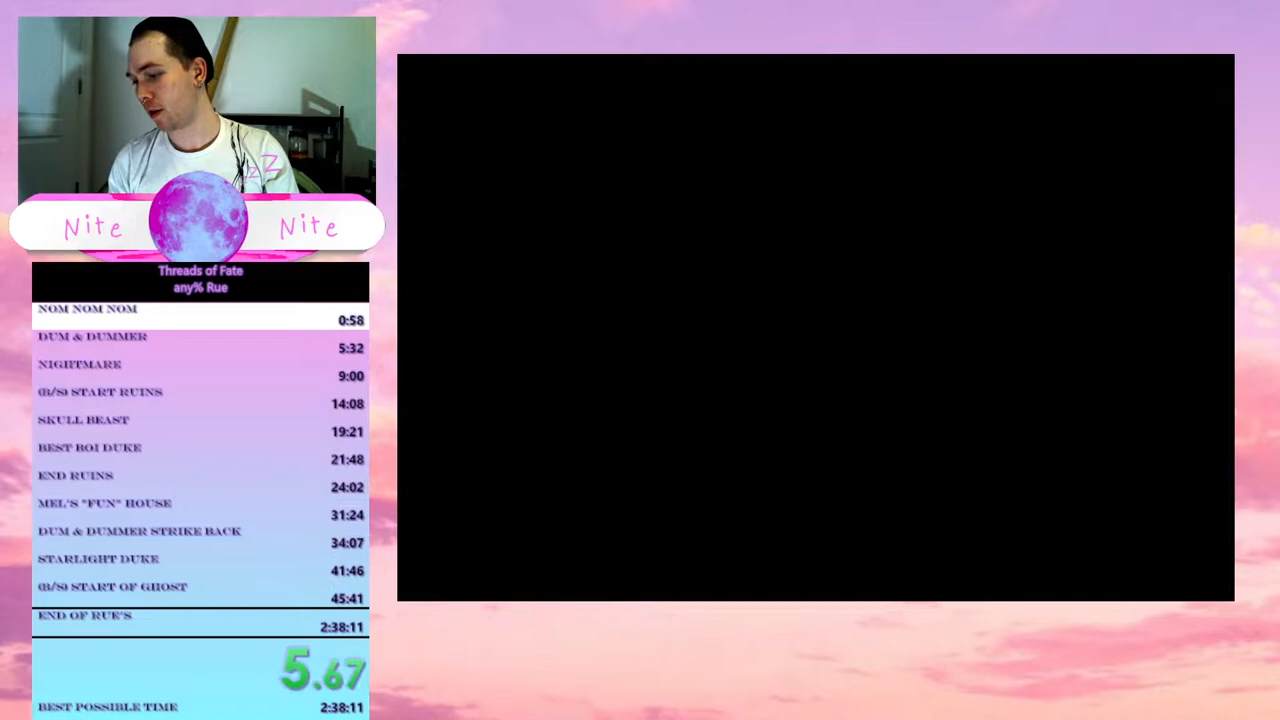 zZ
Nite Nite
Threads of Fate
any% Rue
NOM NOM NOM
0:58
DUM & DUMMER
5:32
NIGHTMARE
9:00
(B/S) START RUINS
14:08
SKULL BEAST
19:21
BEST BOI DUKE
21:48
END RUINS
24:02
MEL'S "FUN" HOUSE
31:24
DUM & DUMMER STRIKE BACK
34:07
STARLIGHT DUKE
41:46
(B/S) START OF GHOST
45:41
END OF RUE'S
2:38:11
5.67
BEST POSSIBLE TIME 2:38:11